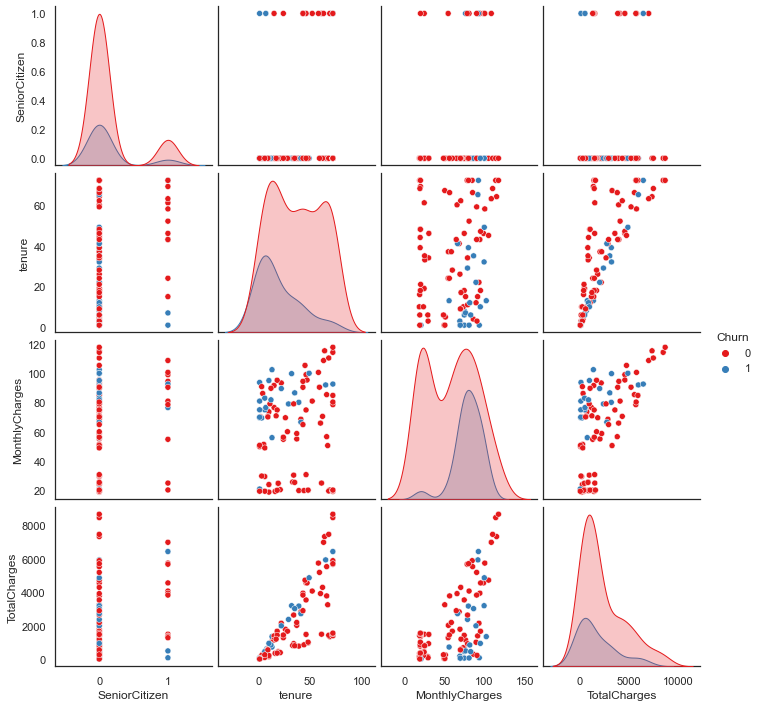 1.0
0.8
0.6
0.4
0.2
0.0
SeniorCitizen
60
40
20
0
tenure
120
100
80
60
40
20
MonthlyCharges
8000
6000
4000
2000
0
TotalCharges
0 1
SeniorCitizen
0 50 100
tenure
0 50 100 150
MonthlyCharges
0 5000 10000
TotalCharges
Churn
0
1